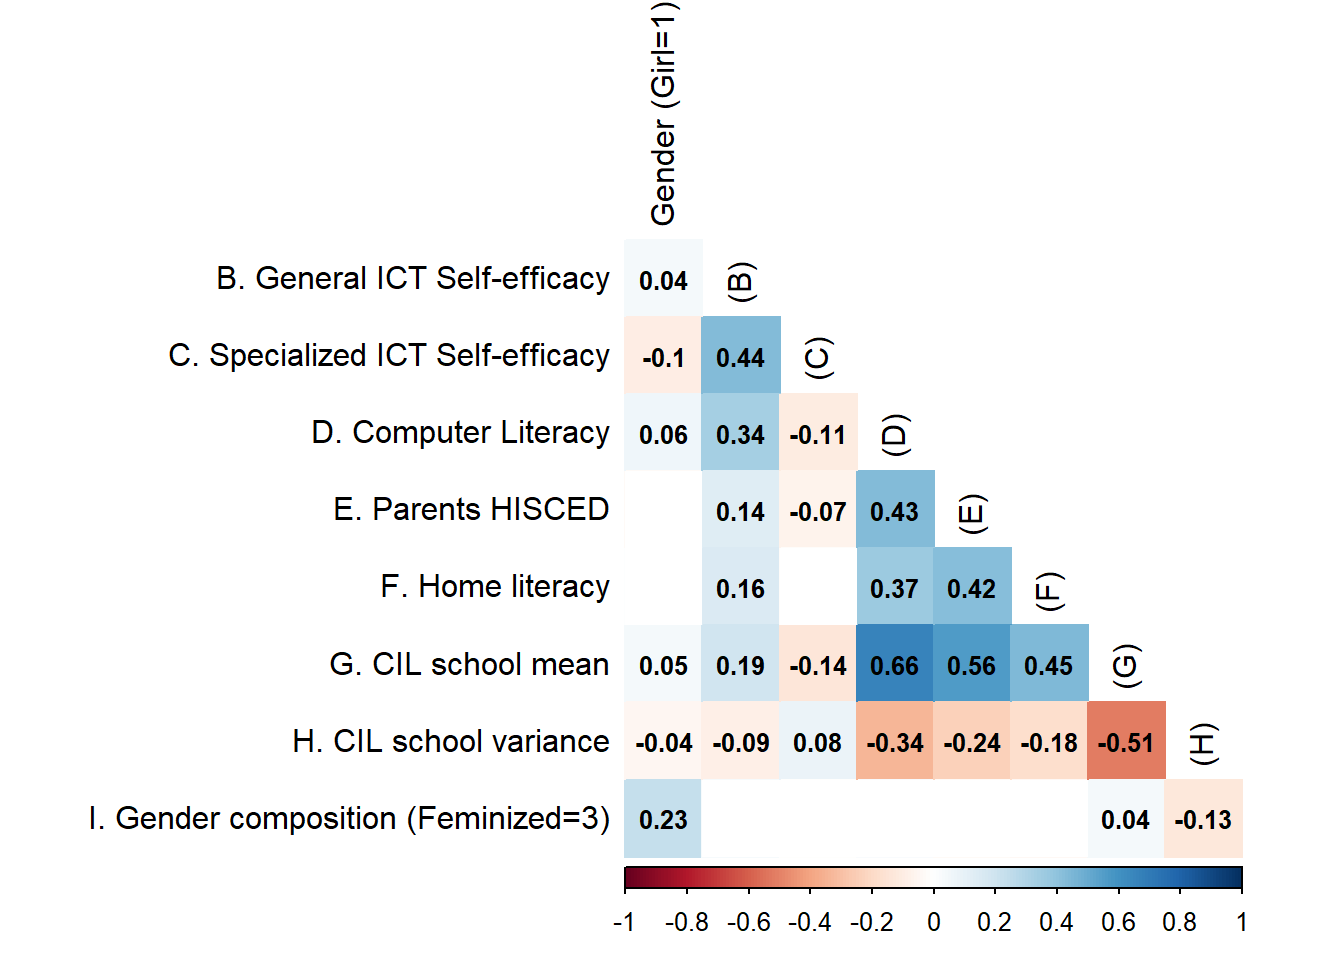 Gender (Girl=1)
B. General ICT Self-efficacy 0.04 (B)
C. Specialized ICT Self-efficacy -0.1 0.44 (C)
D. Computer Literacy 0.06 0.34 -0.11 (D)
E. Parents HISCED 0.14 -0.07 0.43 (E)
F. Home literacy 0.16 0.37 0.42 (F)
G. CIL school mean 0.05 0.19 -0.14 0.66 0.56 0.45 (G)
H. CIL school variance -0.04 -0.09 0.08 -0.34 -0.24 -0.18 -0.51 (H)
I. Gender composition (Feminized=3) 0.23 0.04 -0.13
-1 -0.8 -0.6 -0.4 -0.2 0 0.2 0.4 0.6 0.8 1